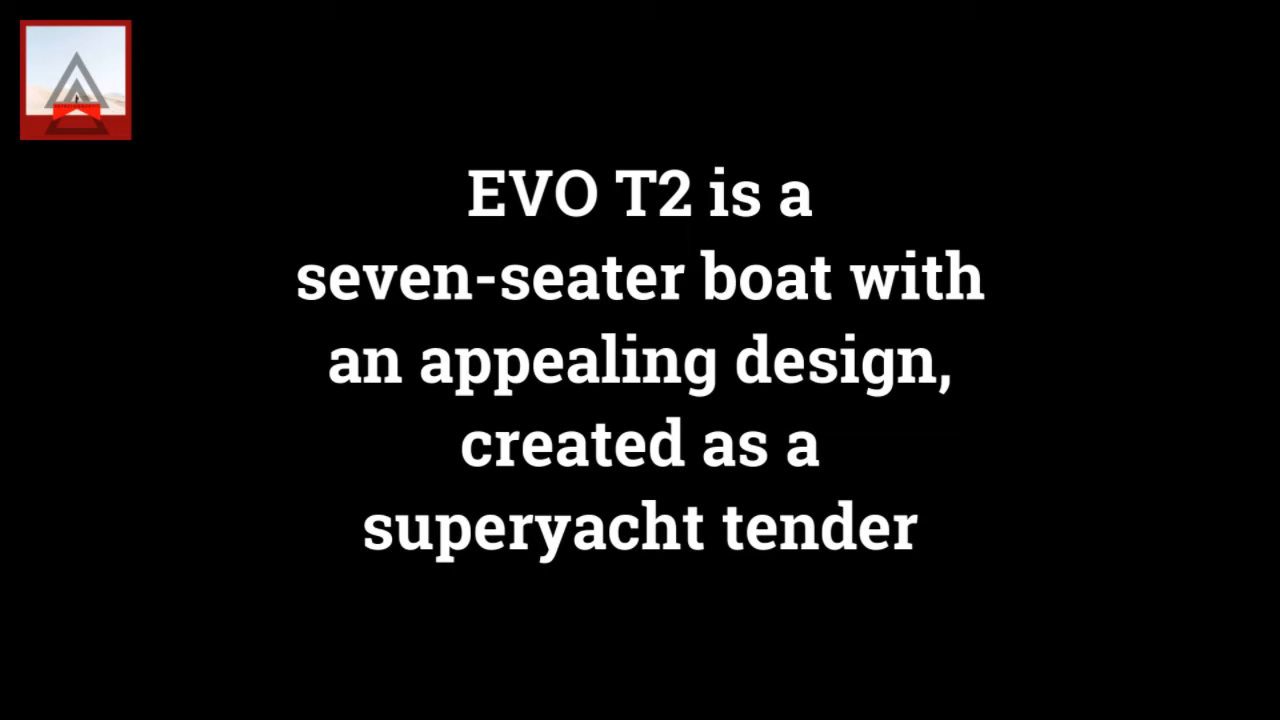 EVO T2 is a
seven-seater boat with
an appealing design,
created as a
superyacht tender